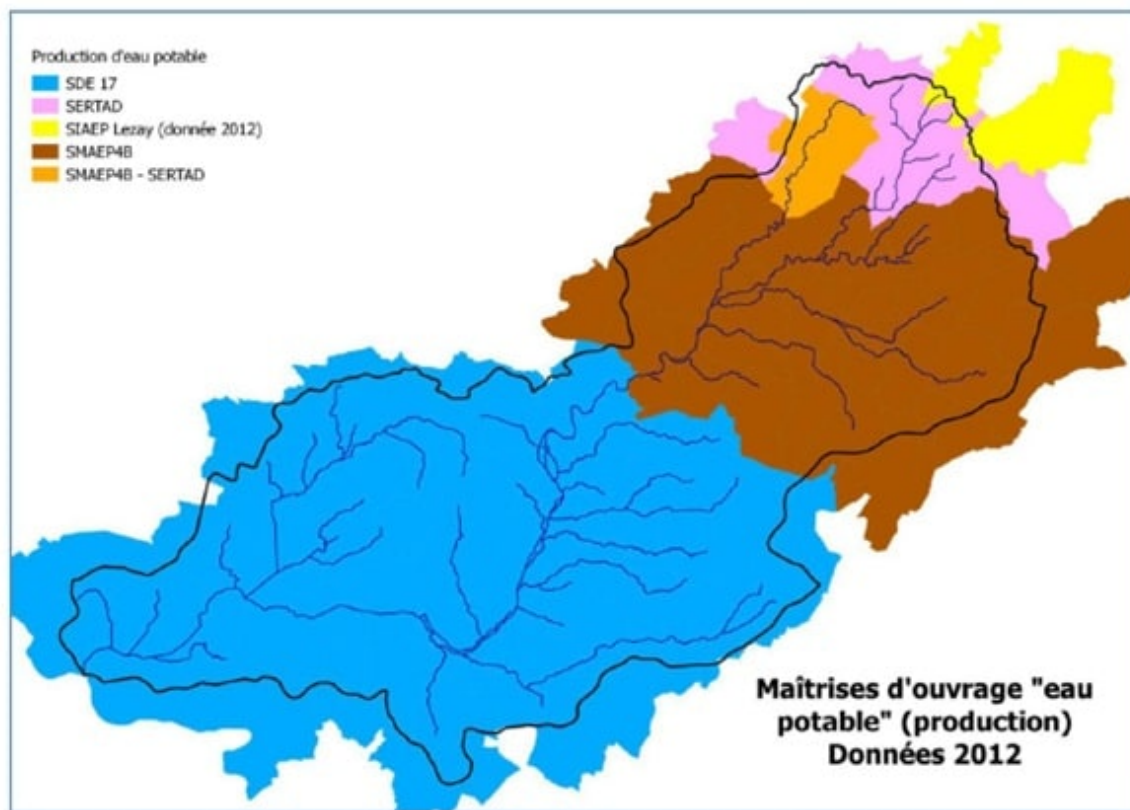 Production d'eau potable
SDE 17
SERTAD
SIAEP Lezay (donnée 2012)
SMAEP4B
SMAEP4B - SERTAD
Maîtrises d'ouvrage "eau
potable" (production)
Données 2012